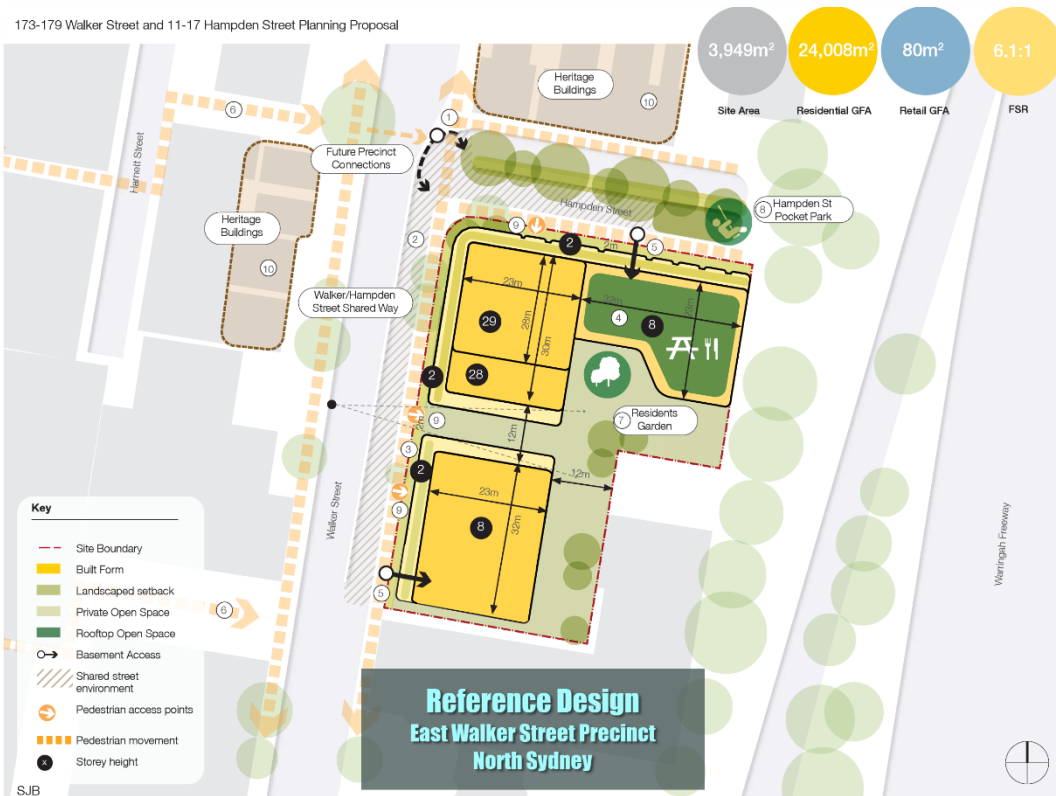 173-179 Walker Street and 11-17 Hampden Street Planning Proposal
3,949m²
24,008m²
80m²
6.1:1
Site Area
Residential GFA
Retail GFA
FSR
Heritage
Buildings
10
6
1
Future Precinct
Connections
Harnett Street
Hampden Street
8
Hampden St
Pocket Park
Heritage
Buildings
10
2
9
2
2m
5
Walker/Hampden
Street Shared Way
23m
32m
23m
28m
30m
4
8
29
28
2
7
Residents
Garden
9
2m
12m
3
2
12m
23m
9
8
32m
5
6
Walker Street
Warringah Freeway
Key
Site Boundary
Built Form
Landscaped setback
Private Open Space
Rooftop Open Space
Basement Access
Shared street
environment
Pedestrian access points
Pedestrian movement
x
Storey height
Reference Design
East Walker Street Precinct
North Sydney
SJB